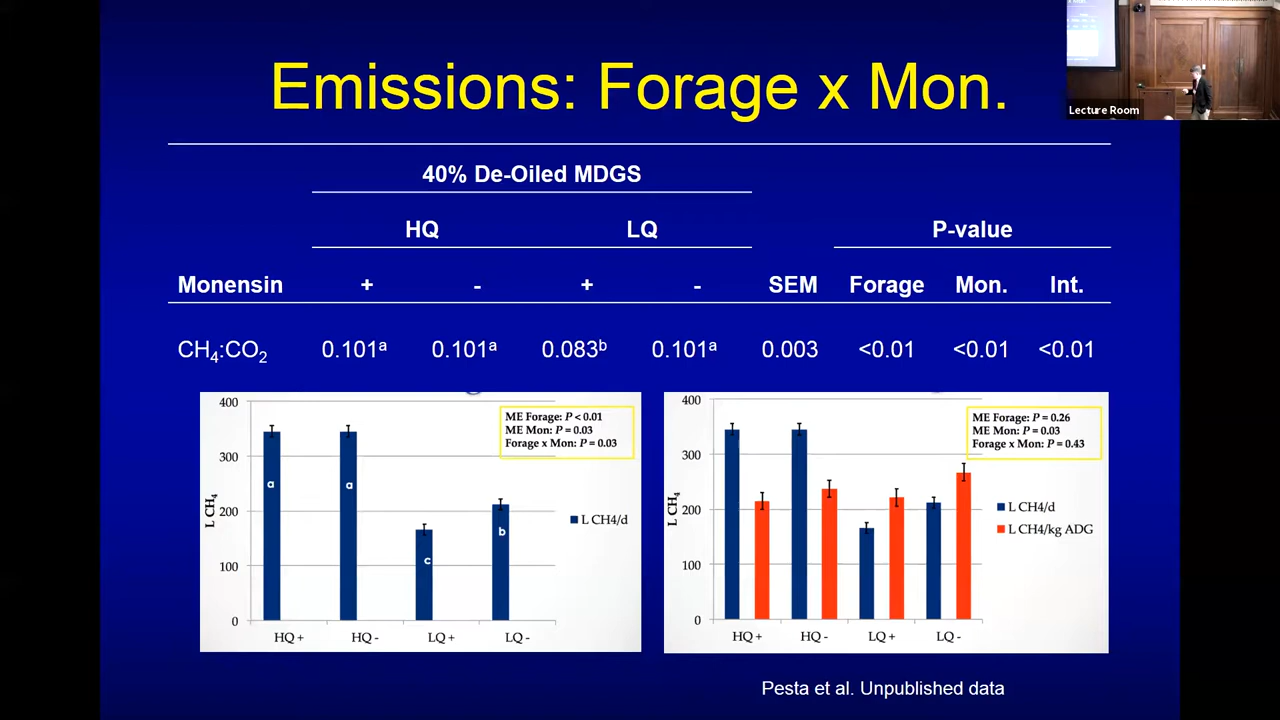 Emissions: Forage x Mon.
Lecture Room
40% De-Oiled MDGS
HQ LQ P-value
Monensin + - + - SEM Forage Mon. Int.
CH₄:CO₂ 0.101ᵃ 0.101ᵃ 0.083ᵇ 0.101ᵃ 0.003 <0.01 <0.01 <0.01
400
300
200
100
0
L CH₄
a
a
c
b
HQ +
HQ -
LQ +
LQ -
L CH4/d
ME Forage: P < 0.01
ME Mon: P = 0.03
Forage x Mon: P = 0.03
400
300
200
100
0
L CH₄
HQ +
HQ -
LQ +
LQ -
L CH4/d
L CH4/kg ADG
ME Forage: P = 0.26
ME Mon: P = 0.03
Forage x Mon: P = 0.43
Pesta et al. Unpublished data